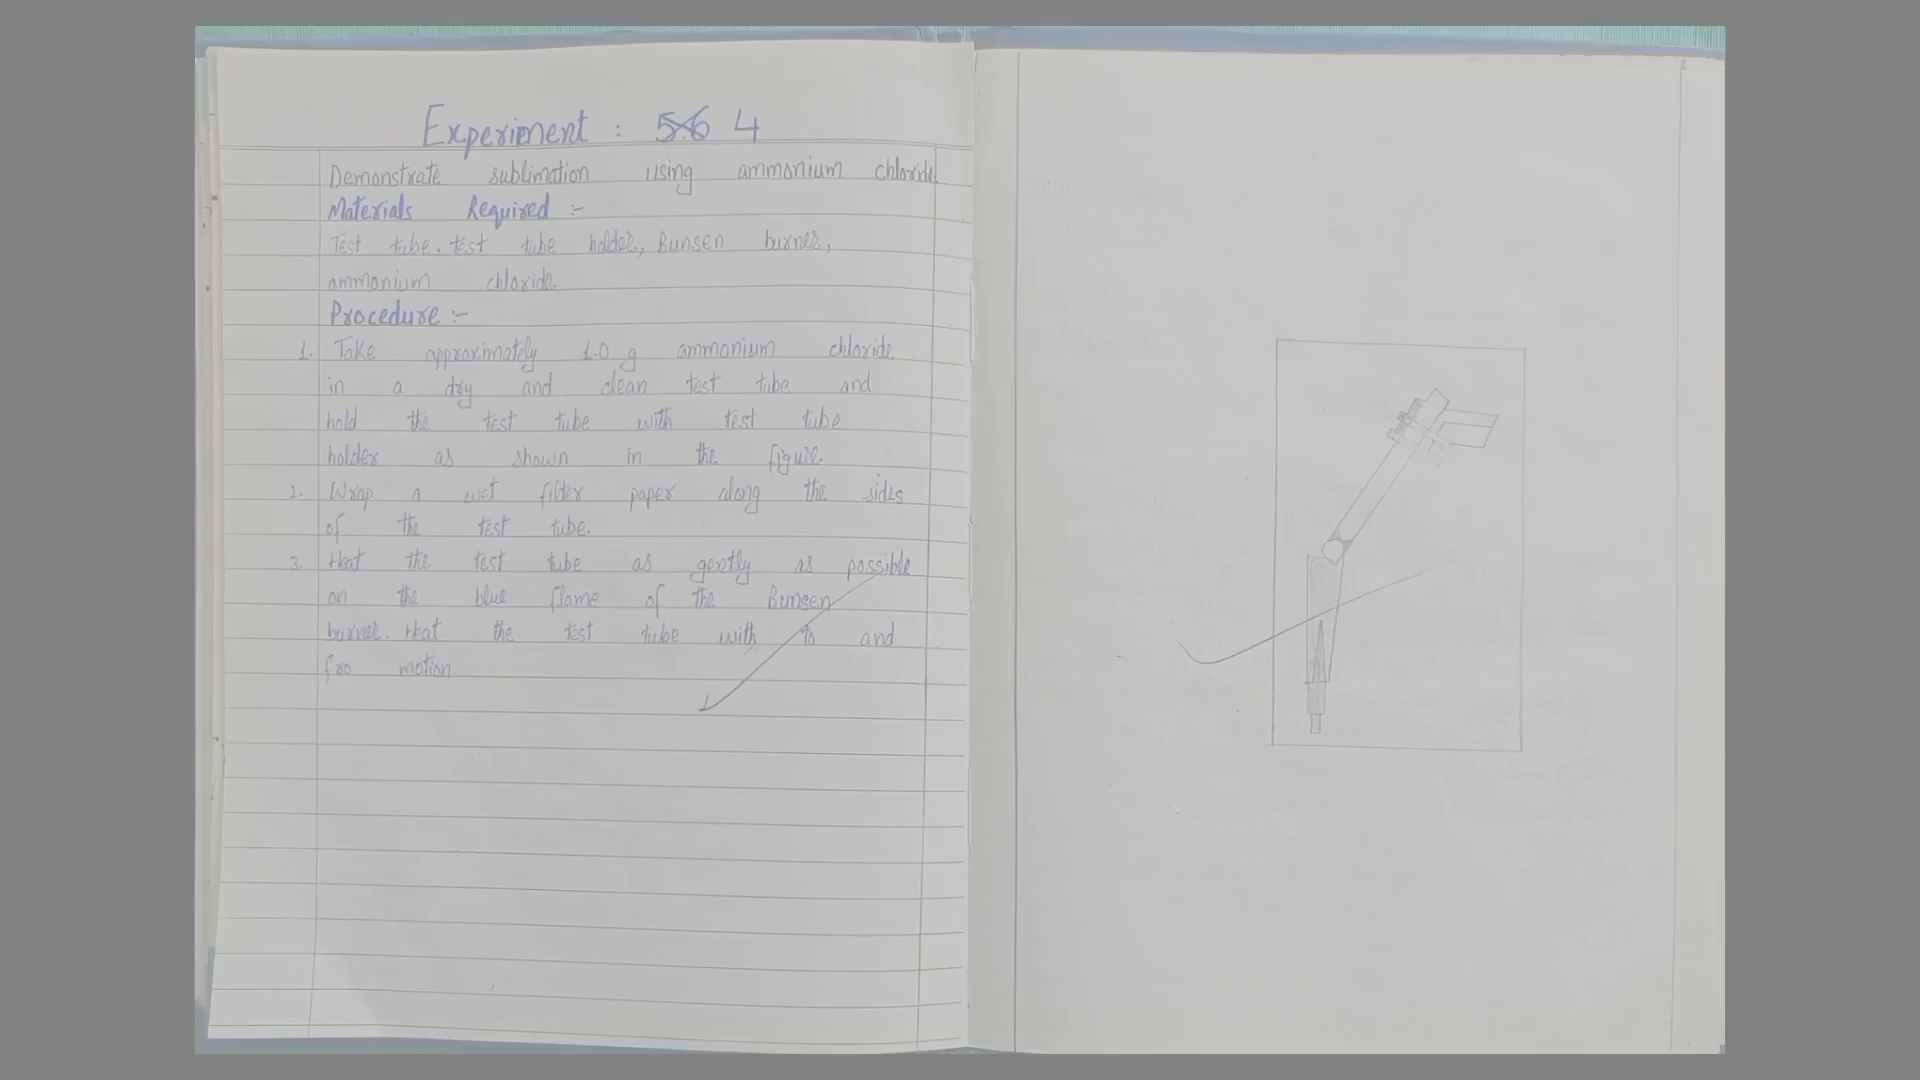 Experiment : 5.6 4
Demonstrate sublimation using ammonium chloride
Materials Required :-
Test tube, test tube holder, Bunsen burner,
ammonium chloride.
Procedure :-
1. Take approximately 1.0 g ammonium chloride
in a dry and clean test tube and
hold the test tube with test tube
holder as shown in the figure.
2. Wrap a wet filter paper along the sides
of the test tube.
3. Heat the test tube as gently as possible
on the blue flame of the Bunsen
burner. Heat the test tube with to and
fro motion